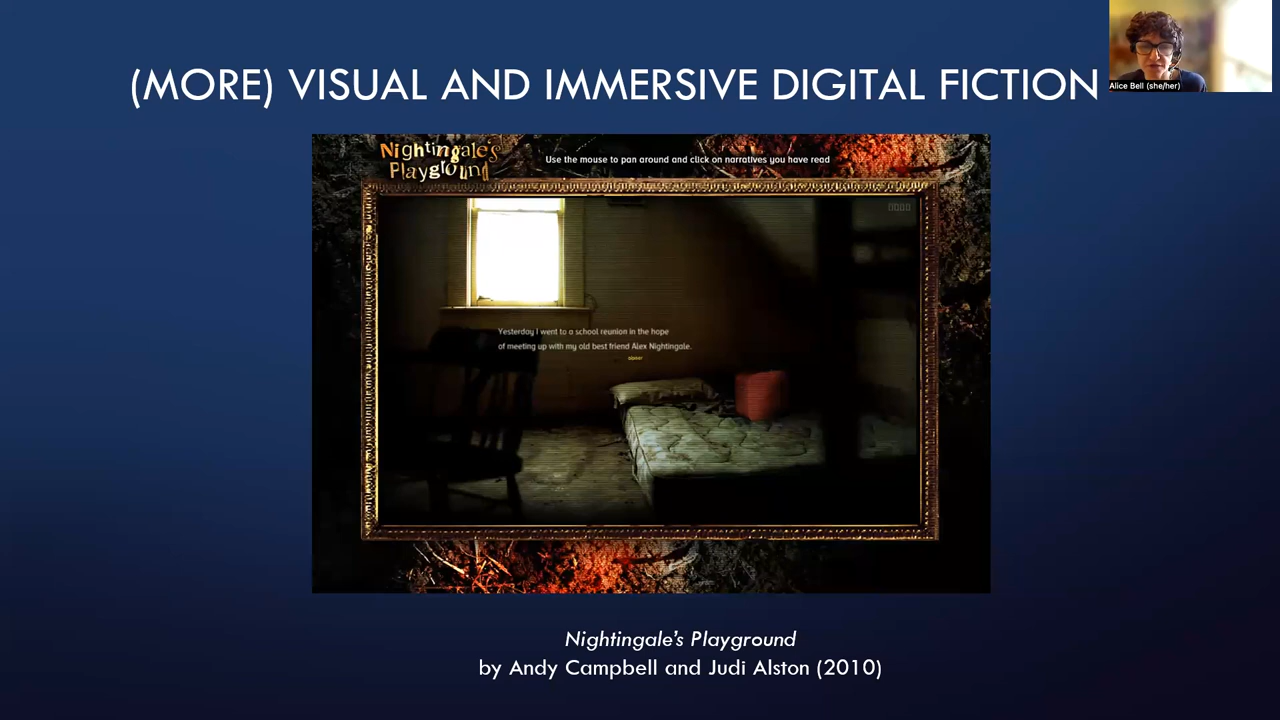 (MORE) VISUAL AND IMMERSIVE DIGITAL FICTION
Alice Bell (she/her)
Nightingale's
Playground
Use the mouse to pan around and click on narratives you have read
Yesterday I went to a school reunion in the hope
of meeting up with my old best friend Alex Nightingale.
Nightingale's Playground
by Andy Campbell and Judi Alston (2010)